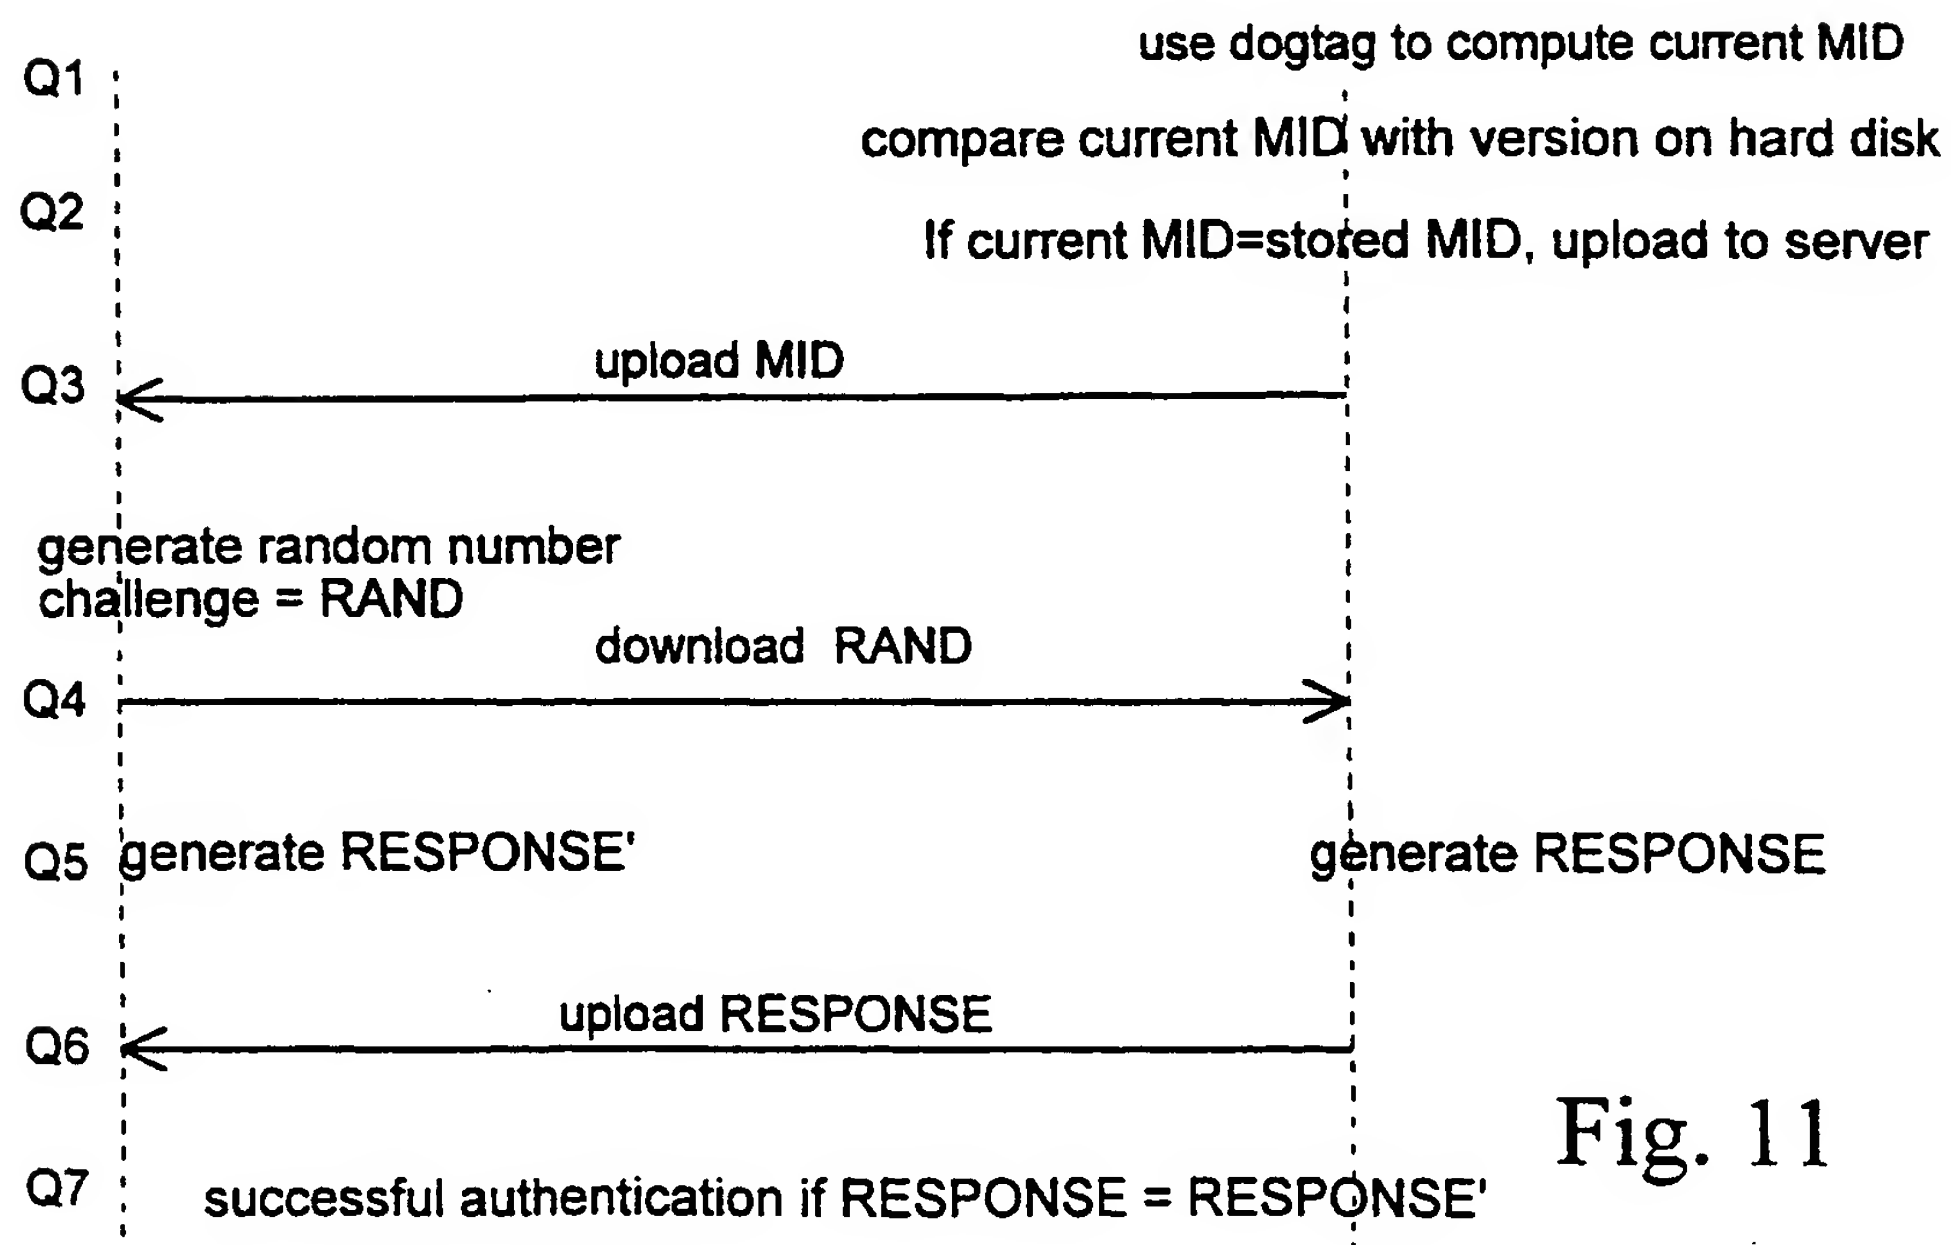 use dogtag to compute current MID
Q1
compare current MID with version on hard disk
Q2
If current MID=stored MID, upload to server
upload MID
Q3
generate random number
challenge = RAND
download RAND
Q4
Q5 generate RESPONSE' generate RESPONSE
upload RESPONSE
Q6
Fig. 11
Q7 successful authentication if RESPONSE = RESPONSE'